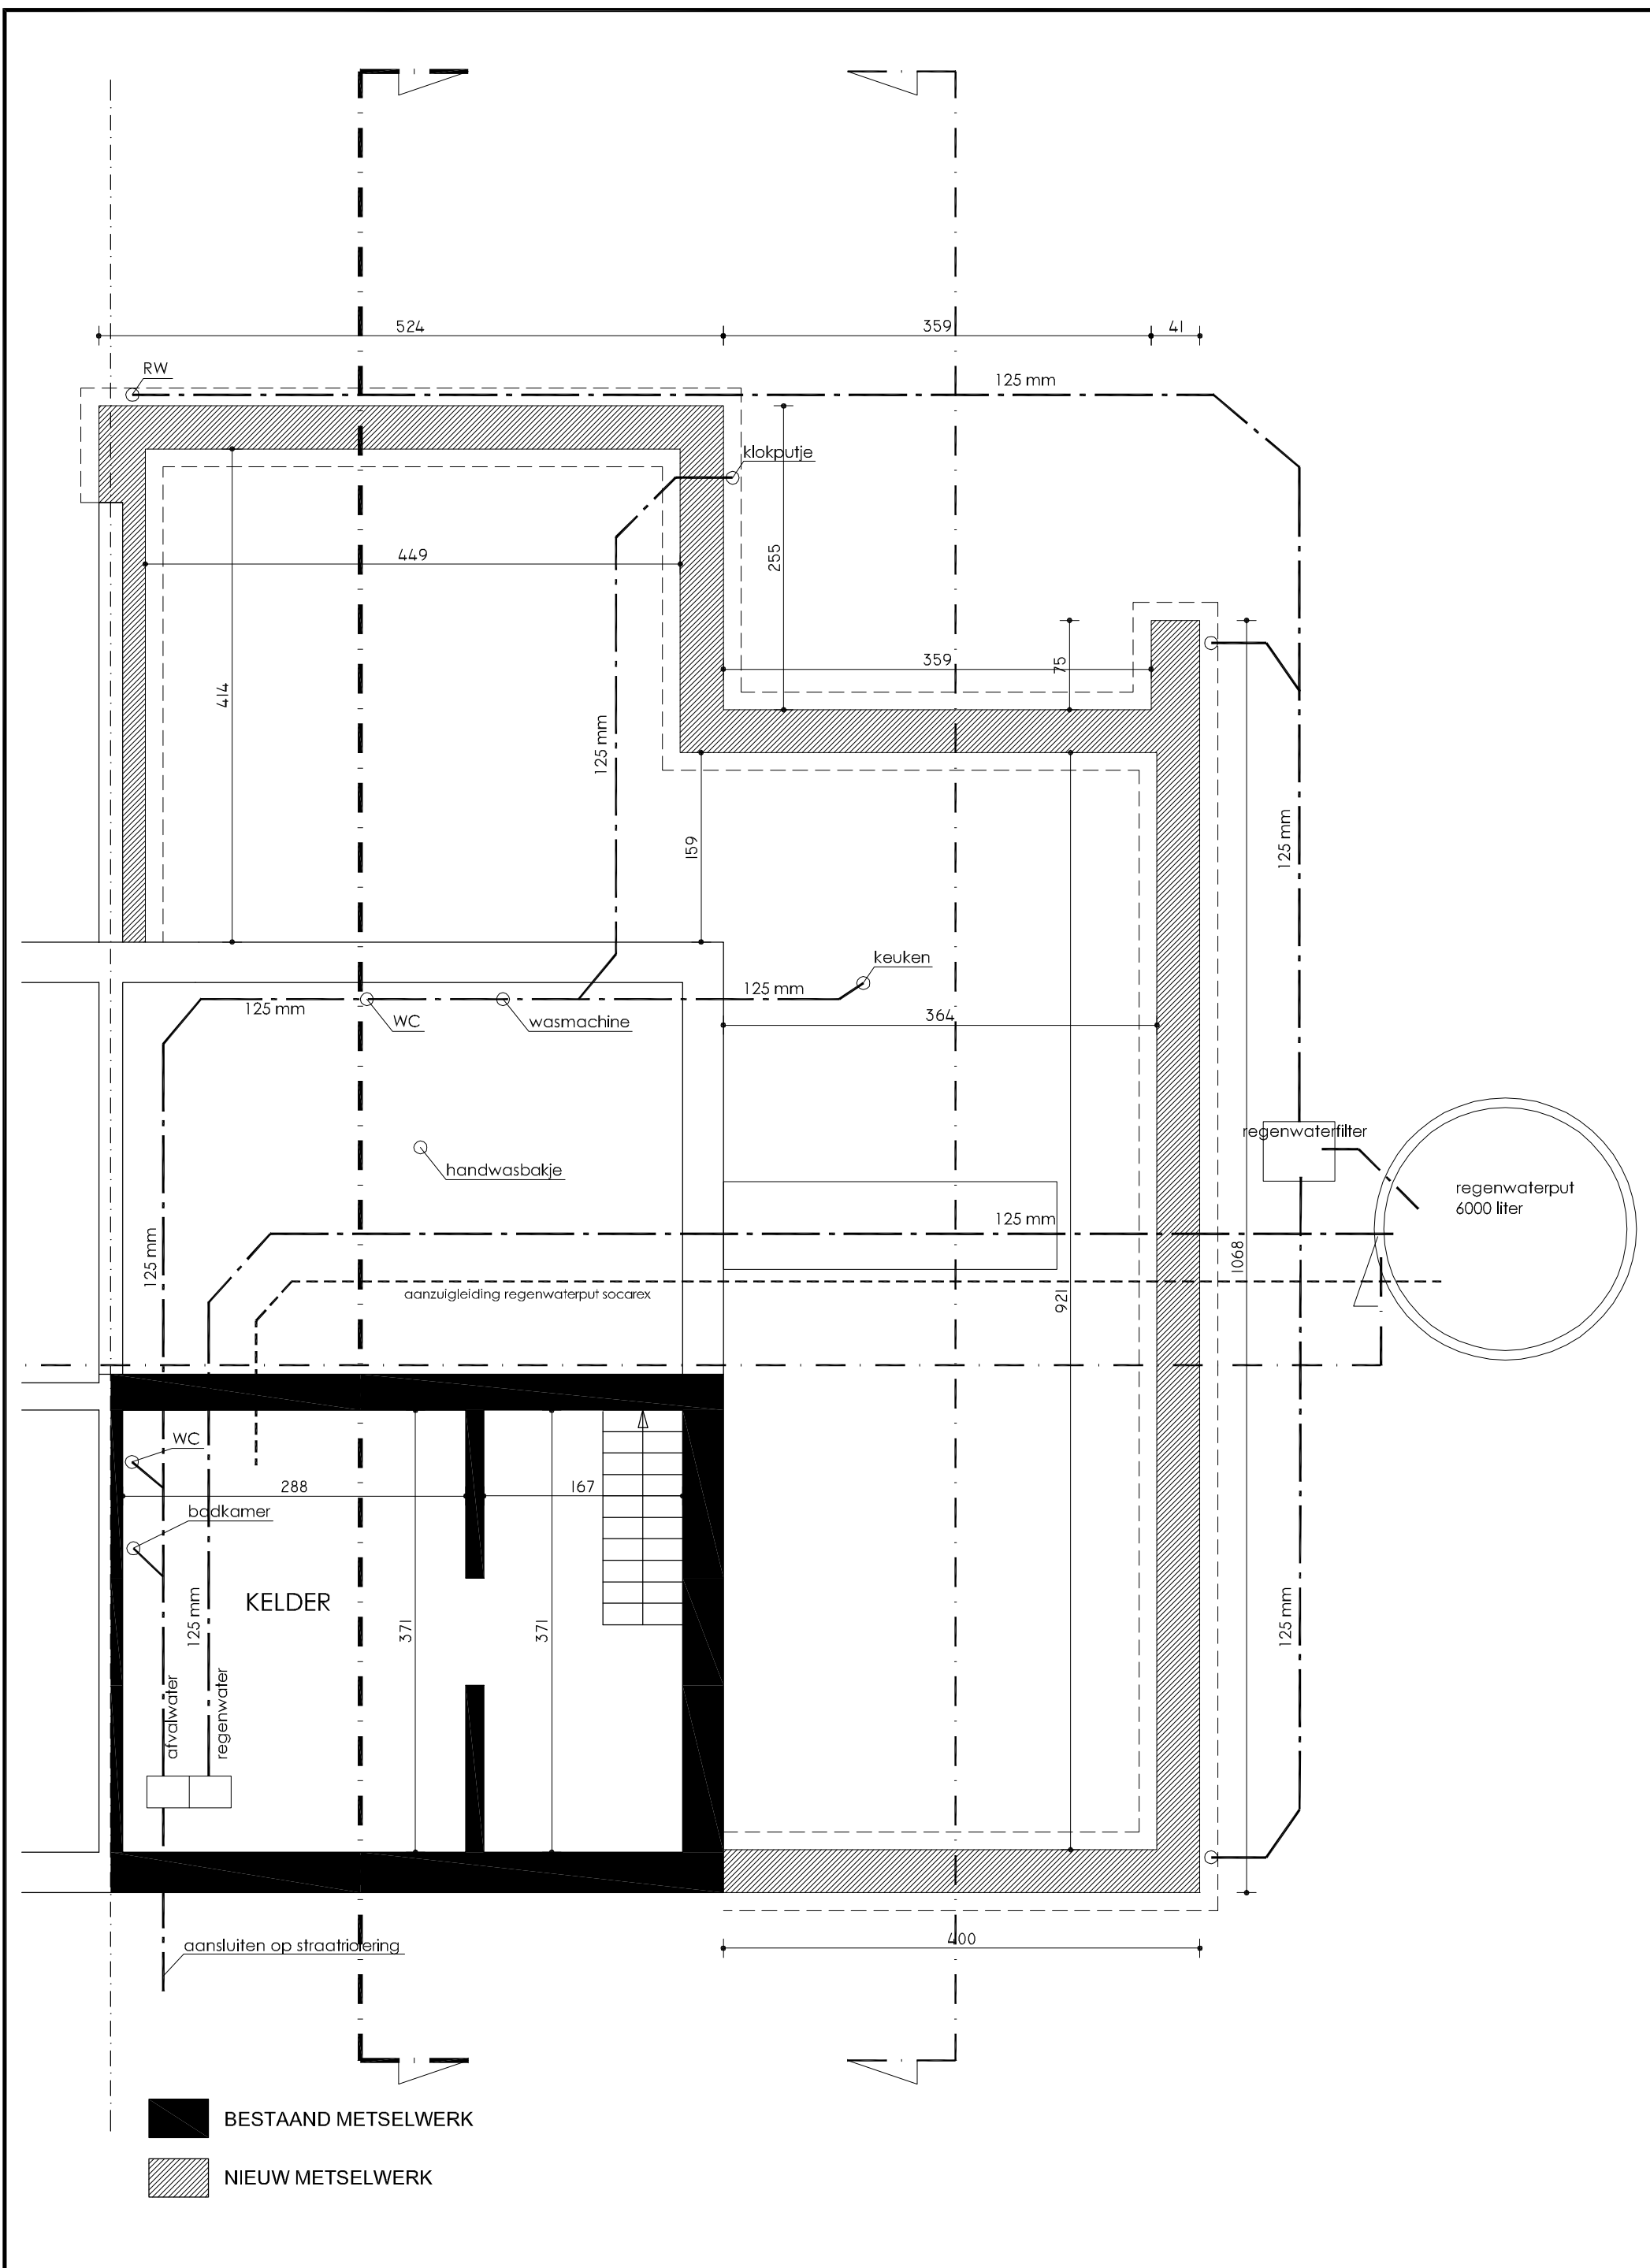 524
359
41
RW
125 mm
klokputje
449
255
359
75
414
125 mm
159
125 mm
keuken
125 mm
125 mm
WC
wasmachine
364
regenwaterfilter
handwasbakje
regenwaterput
6000 liter
125 mm
125 mm
1068
aanzuigleiding regenwaterput socarex
921
WC
288
167
badkamer
KELDER
125 mm
371
371
125 mm
afvalwater
regenwater
aansluiten op straatriolering
400
BESTAAND METSELWERK
NIEUW METSELWERK